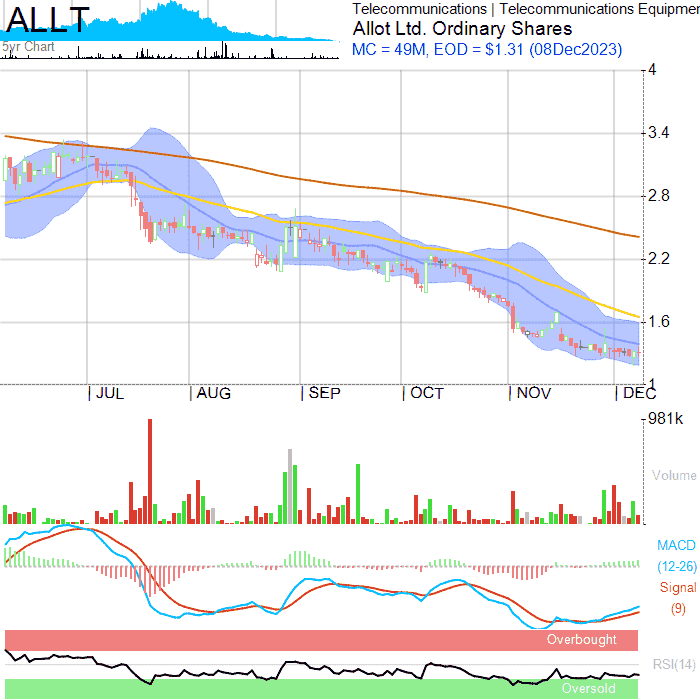 ALLT
5yr Chart
Telecommunications | Telecommunications Equipmen
Allot Ltd. Ordinary Shares
MC = 49M, EOD = $1.31 (08Dec2023)
4
3.4
2.8
2.2
1.6
1
JUL AUG SEP OCT NOV DEC
981k
Volume
MACD
(12-26)
Signal
(9)
Overbought
RSI(14)
Oversold